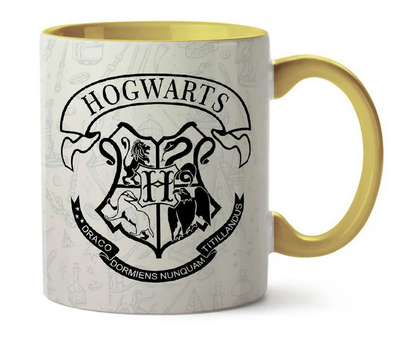 HOGWARTS
H
DRACO DORMIENS NUNQUAM TITILLANDUS